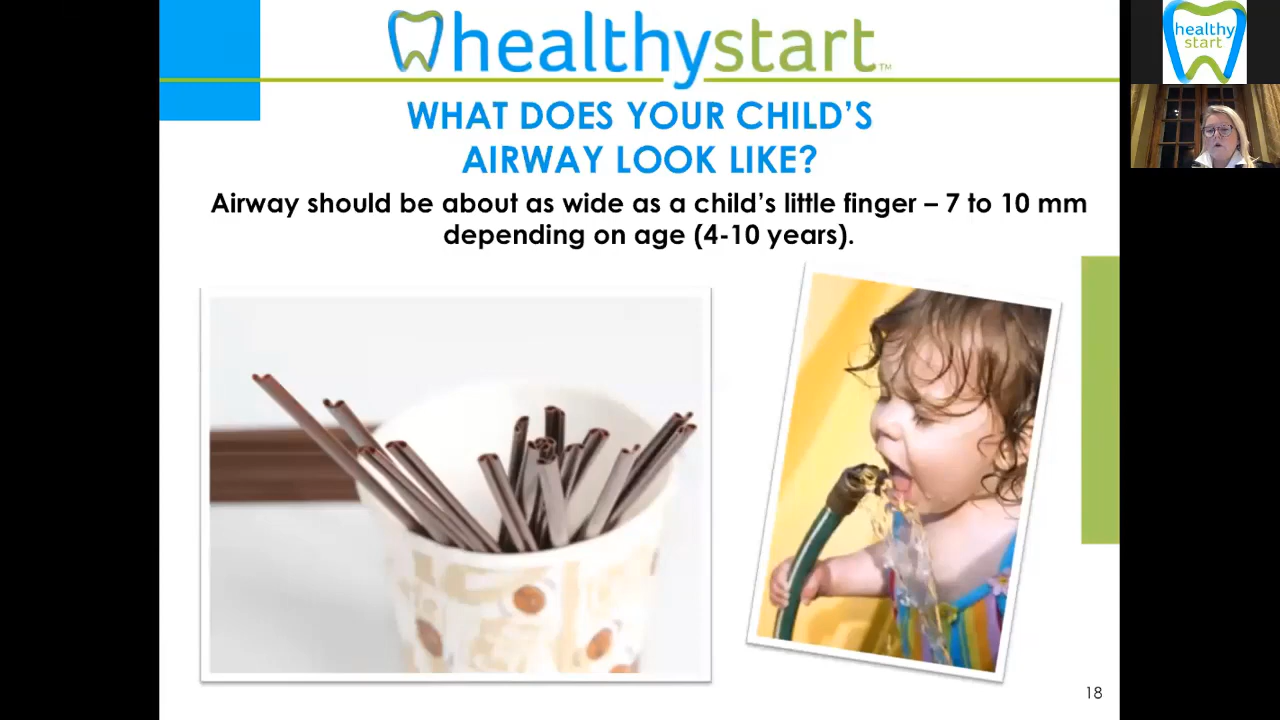 healthystart™
WHAT DOES YOUR CHILD'S
AIRWAY LOOK LIKE?
Airway should be about as wide as a child's little finger – 7 to 10 mm
depending on age (4-10 years).
18
healthy
start